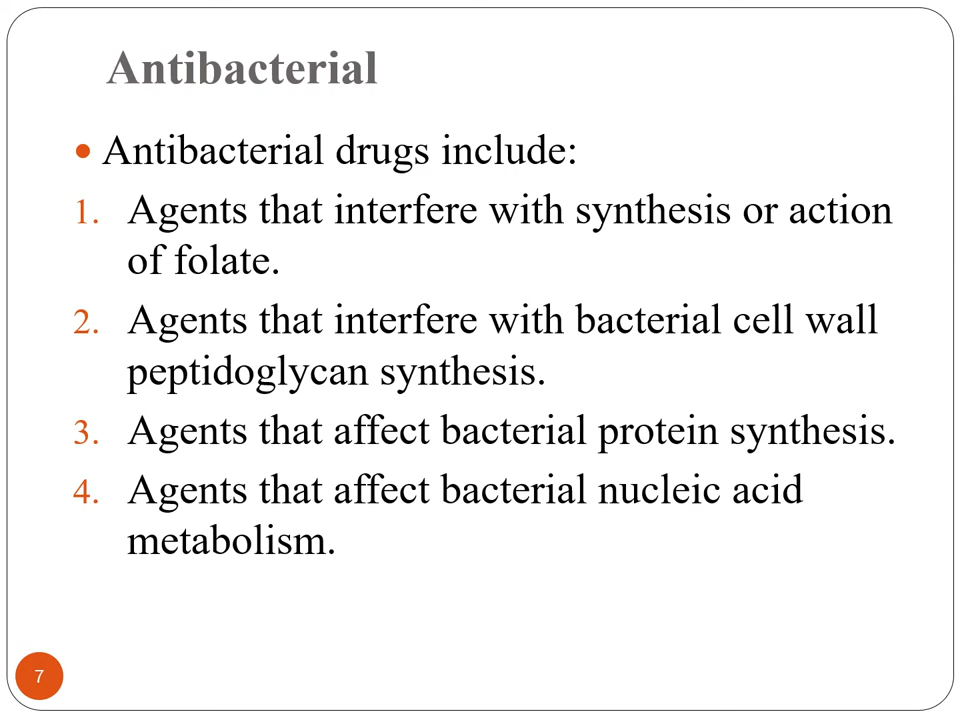 Antibacterial
• Antibacterial drugs include:
1. Agents that interfere with synthesis or action
of folate.
2. Agents that interfere with bacterial cell wall
peptidoglycan synthesis.
3. Agents that affect bacterial protein synthesis.
4. Agents that affect bacterial nucleic acid
metabolism.
7